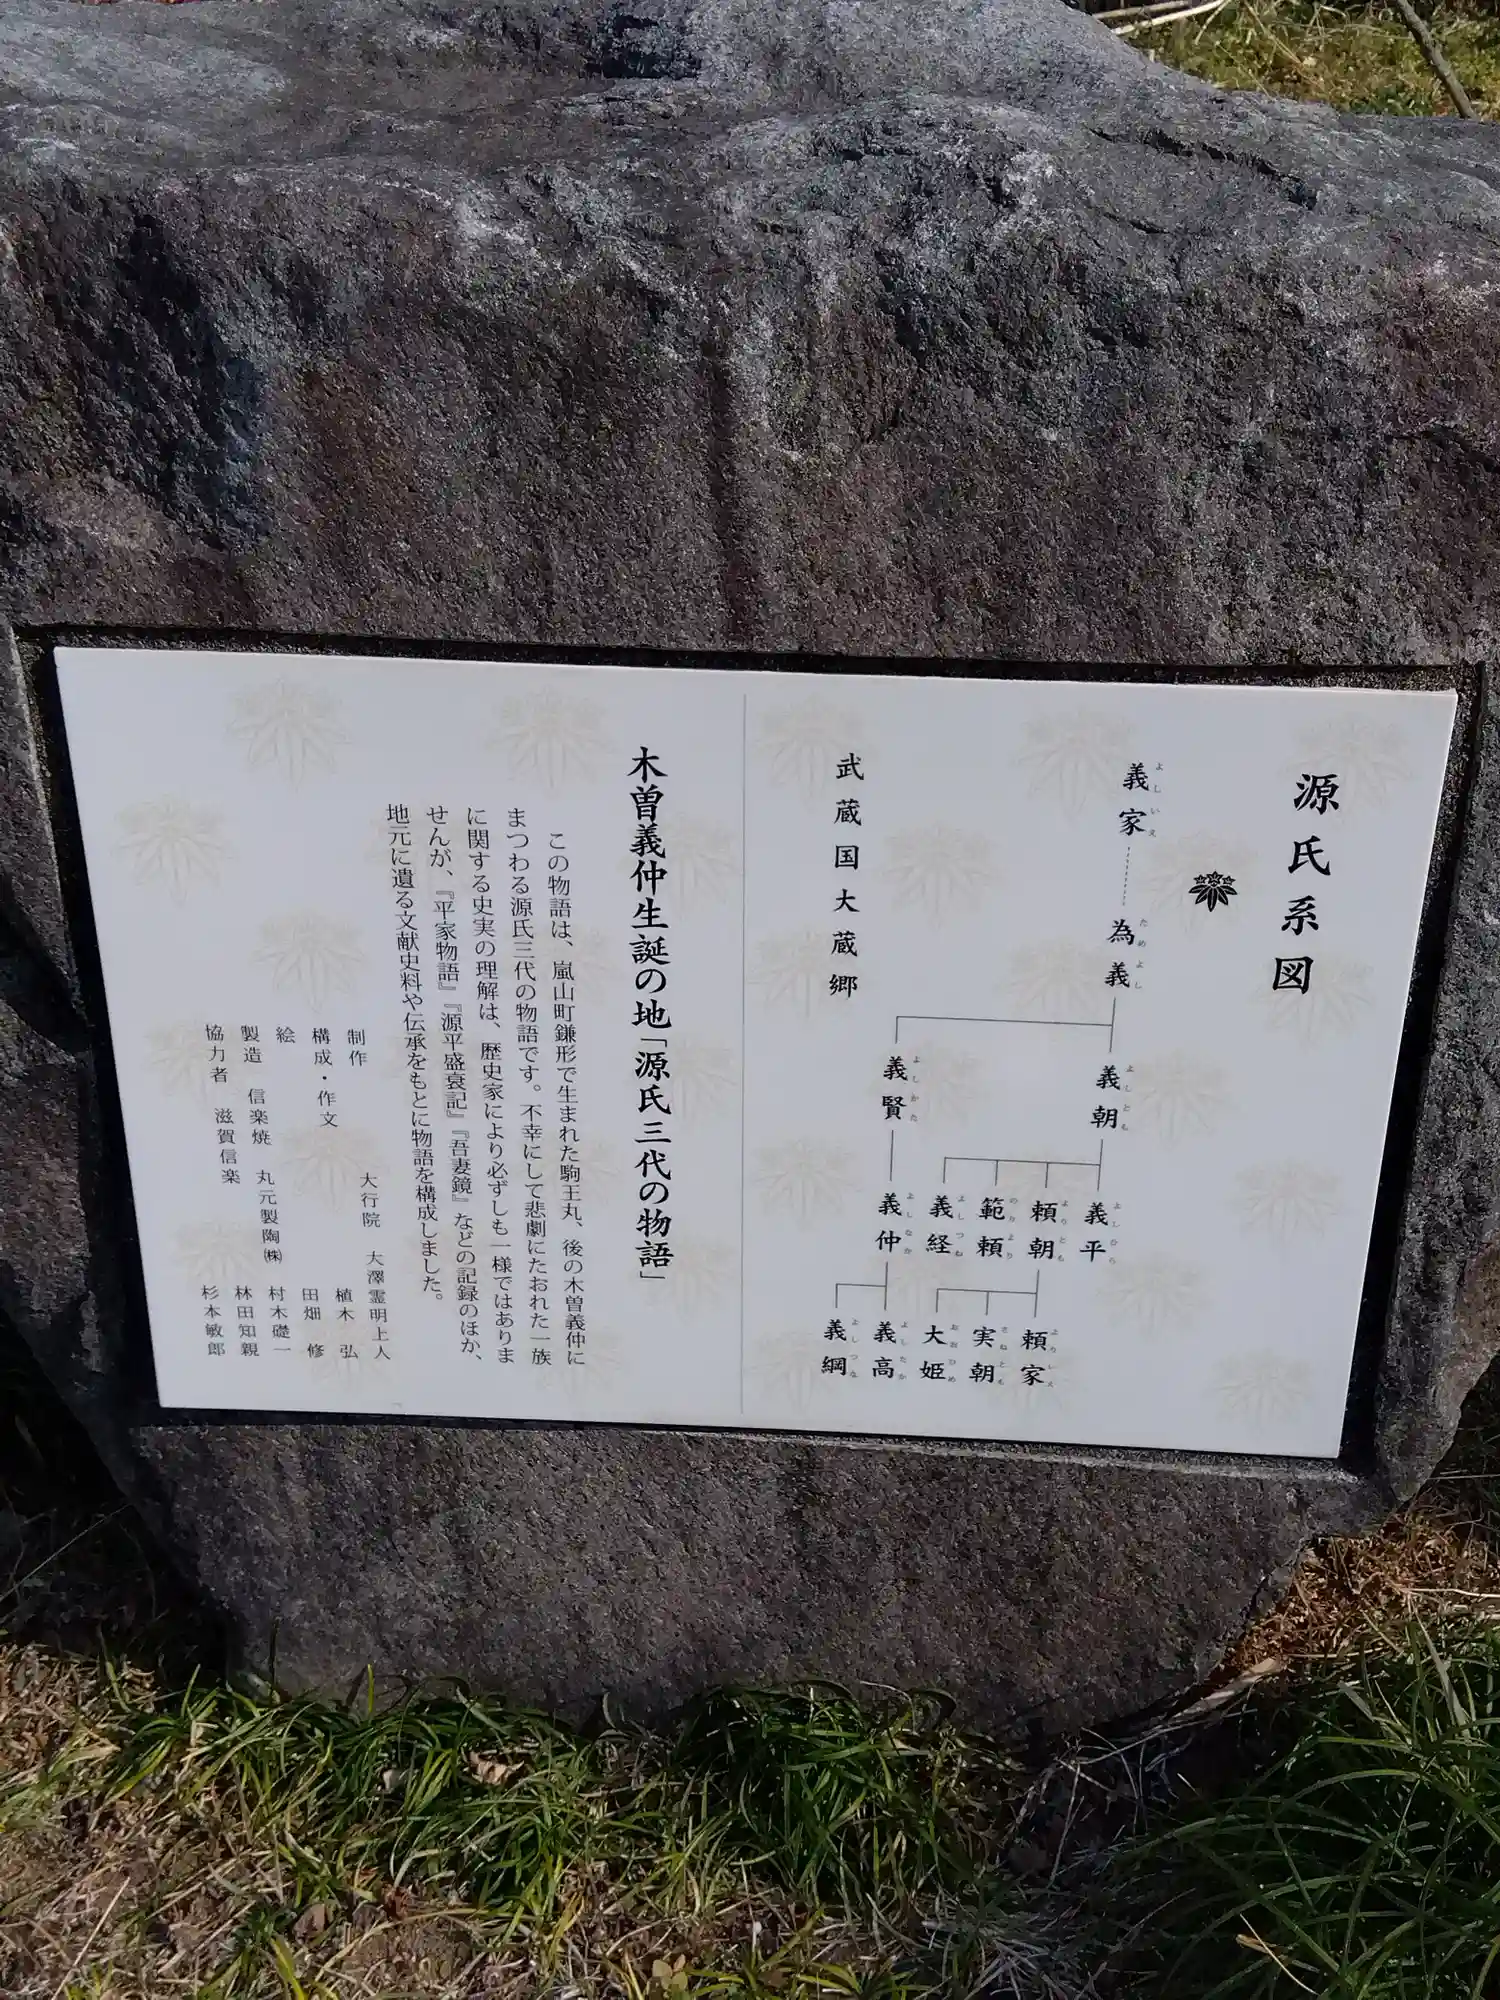 源氏系図
義家
よしいえ
為義
ためよし
義朝
よしとも
義賢
よしかた
義平
よしひら
頼朝
よりとも
範頼
のりより
義経
よしつね
義仲
よしなか
頼家
よりいえ
実朝
さねとも
大姫
おおひめ
義高
よしたか
義綱
よしつな
武蔵国大蔵郷
木曽義仲生誕の地「源氏三代の物語」
この物語は、嵐山町鎌形で生まれた駒王丸、後の木曽義仲に
まつわる源氏三代の物語です。不幸にして悲劇にたおれた一族
に関する史実の理解は、歴史家により必ずしも一様ではありま
せんが、『平家物語』『源平盛衰記』『吾妻鏡』などの記録のほか、
地元に遺る文献史料や伝承をもとに物語を構成しました。
制作 大行院 大澤霊明上人
構成・作文 植木 弘
絵 田畑 修
製造 信楽焼 丸元製陶㈱ 村木礎一
協力者 滋賀信楽 林田知親
杉本敏郎